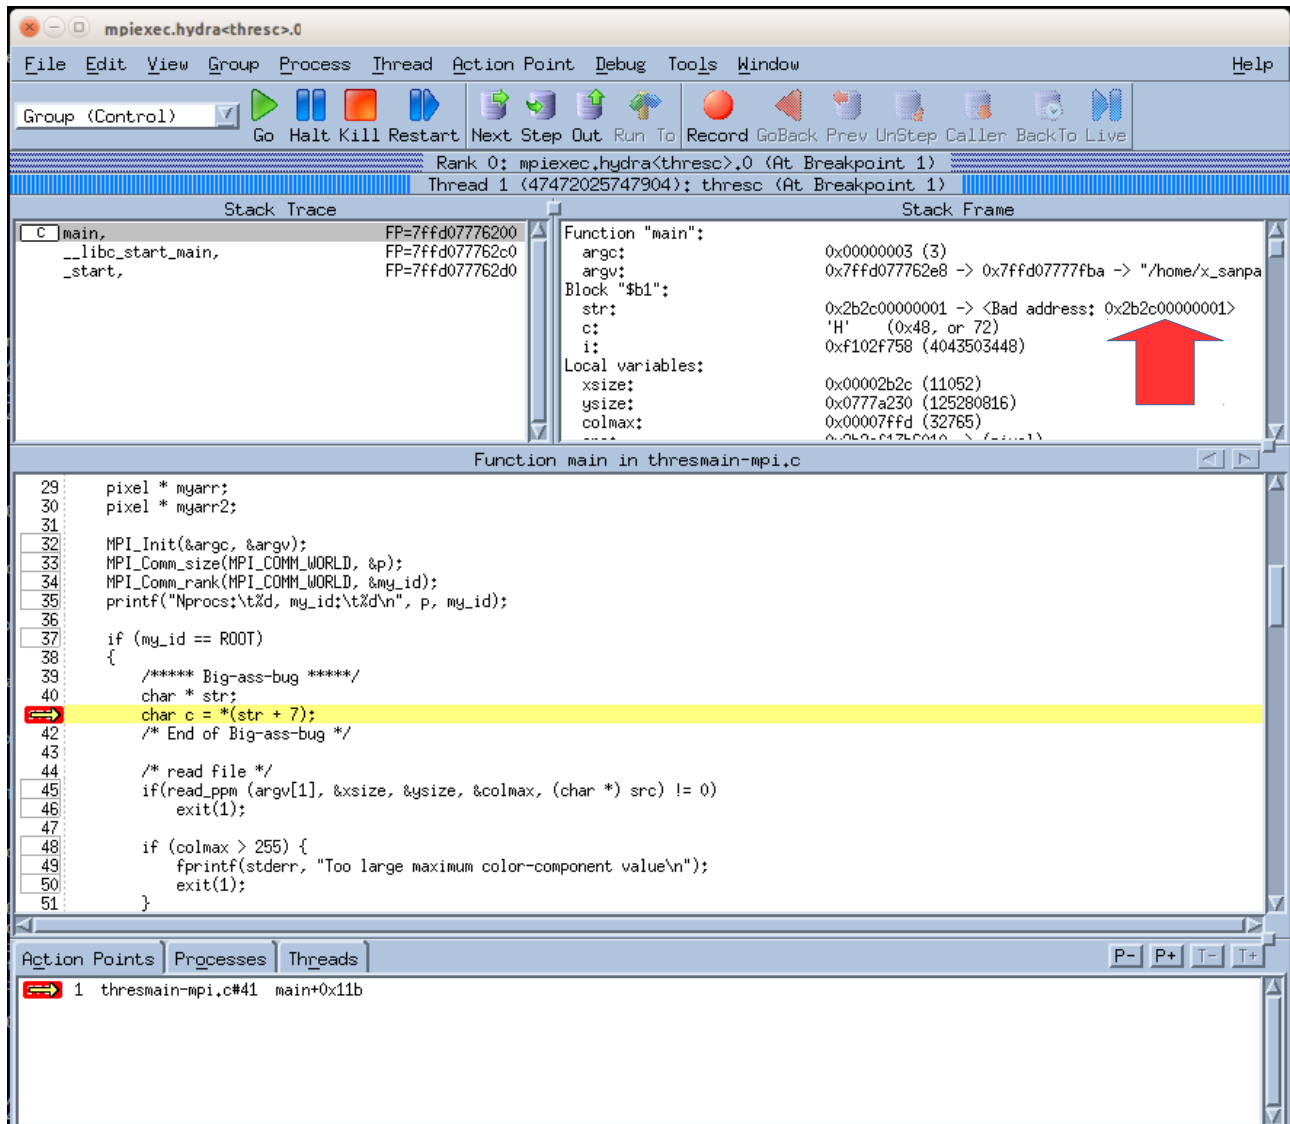 mpiexec.hydra<thresc>.0
File Edit View Group Process Thread Action Point Debug Tools Window Help
Group (Control)
Go Halt Kill Restart Next Step Out Run To Record GoBack Prev UnStep Caller BackTo Live
Rank 0: mpiexec.hydra<thresc>.0 (At Breakpoint 1)
Thread 1 (47472025747904): thresc (At Breakpoint 1)
Stack Trace
C main, FP=7ffd07776200
__libc_start_main, FP=7ffd077762c0
_start, FP=7ffd077762d0
Stack Frame
Function "main":
argc: 0x00000003 (3)
argv: 0x7ffd077762e8 -> 0x7ffd07777fba -> "/home/x_sanpa
Block "$b1":
str: 0x2b2c00000001 -> <Bad address: 0x2b2c00000001>
c: 'H' (0x48, or 72)
i: 0xf102f758 (4043503448)
Local variables:
xsize: 0x00002b2c (11052)
ysize: 0x0777a230 (125280816)
colmax: 0x00007ffd (32765)
Function main in thresmain-mpi.c
29 pixel * myarr;
30 pixel * myarr2;
31
32 MPI_Init(&argc, &argv);
33 MPI_Comm_size(MPI_COMM_WORLD, &p);
34 MPI_Comm_rank(MPI_COMM_WORLD, &my_id);
35 printf("Nprocs:\t%d, my_id:\t%d\n", p, my_id);
36
37 if (my_id == ROOT)
38 {
39 /***** Big-ass-bug *****/
40 char * str;
char c = *(str + 7);
42 /* End of Big-ass-bug */
43
44 /* read file */
45 if(read_ppm (argv[1], &xsize, &ysize, &colmax, (char *) src) != 0)
46 exit(1);
47
48 if (colmax > 255) {
49 fprintf(stderr, "Too large maximum color-component value\n");
50 exit(1);
51 }
Action Points Processes Threads P- P+ T- T+
1 thresmain-mpi.c#41 main+0x11b